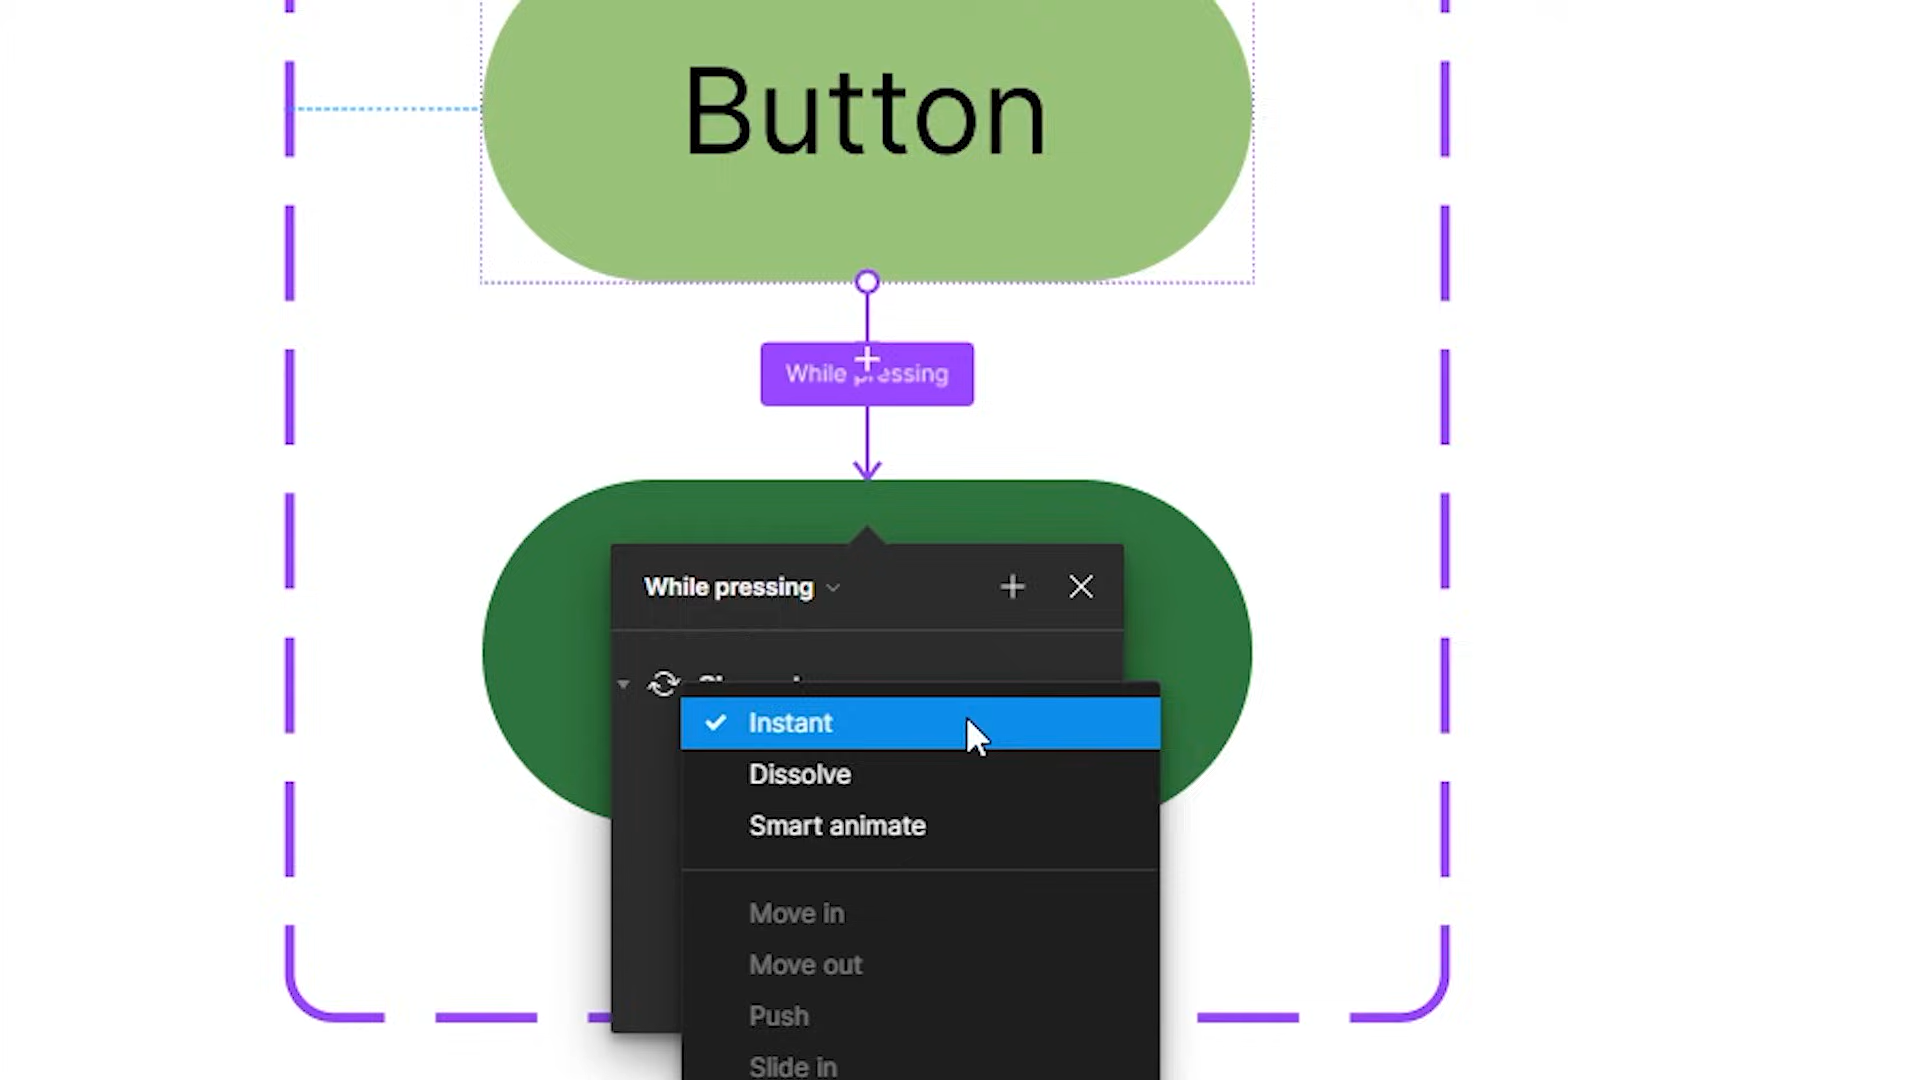 Button
While pressing
While pressing
Instant
Dissolve
Smart animate
Move in
Move out
Push
Slide in